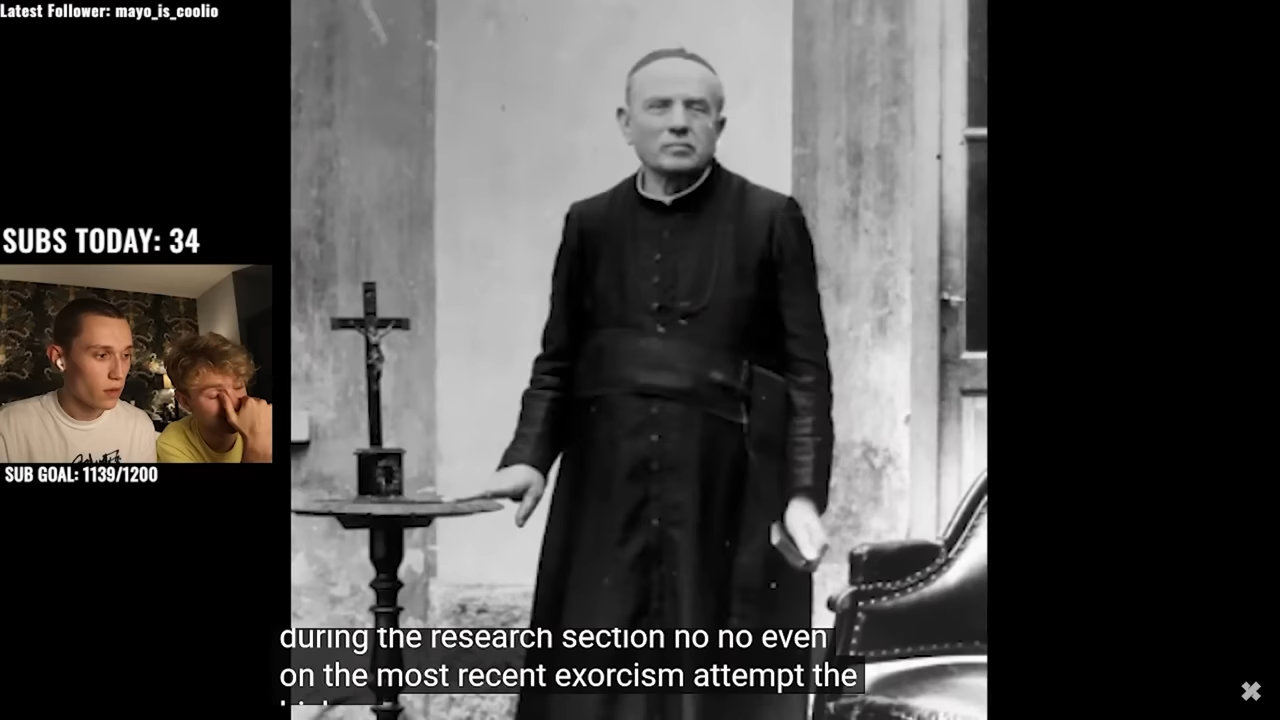 Latest Follower: mayo_is_coolio
SUBS TODAY: 34
SUB GOAL: 1139/1200
during the research section no no even
on the most recent exorcism attempt the